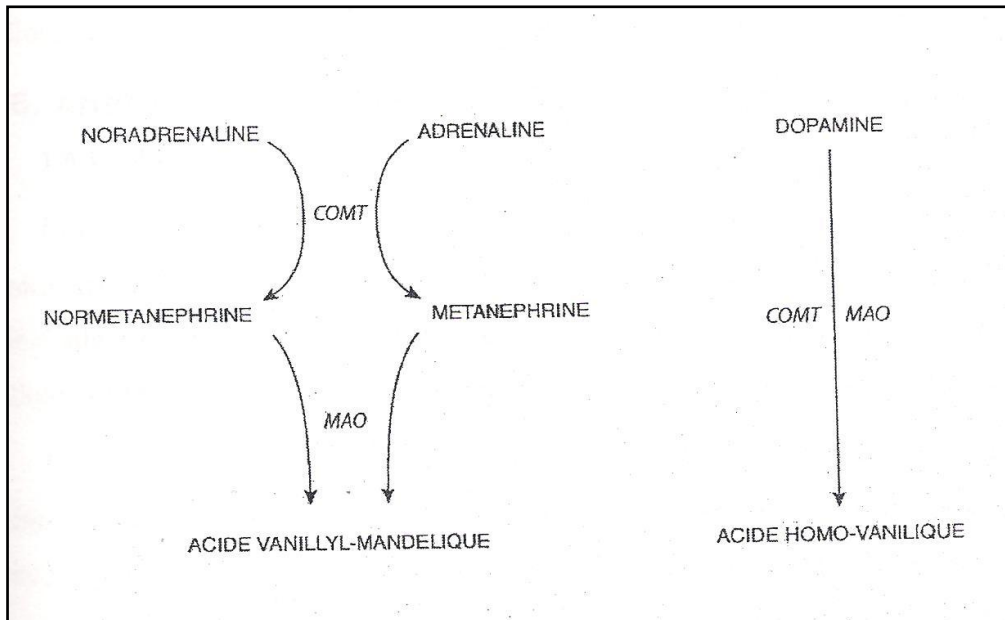 NORADRENALINE
ADRENALINE
COMT
NORMETANEPHRINE
METANEPHRINE
MAO
ACIDE VANILLYL-MANDELIQUE
DOPAMINE
COMT MAO
ACIDE HOMO-VANILIQUE